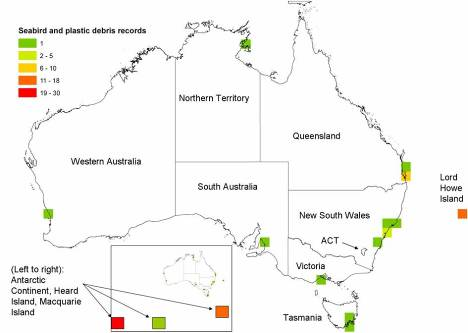 Seabird and plastic debris records
1
2 - 5
6 - 10
11 - 18
19 - 30
Northern Territory
Queensland
Western Australia
South Australia
Lord
Howe
Island
New South Wales
ACT
Victoria
(Left to right):
Antarctic
Continent, Heard
Island, Macquarie
Island
Tasmania